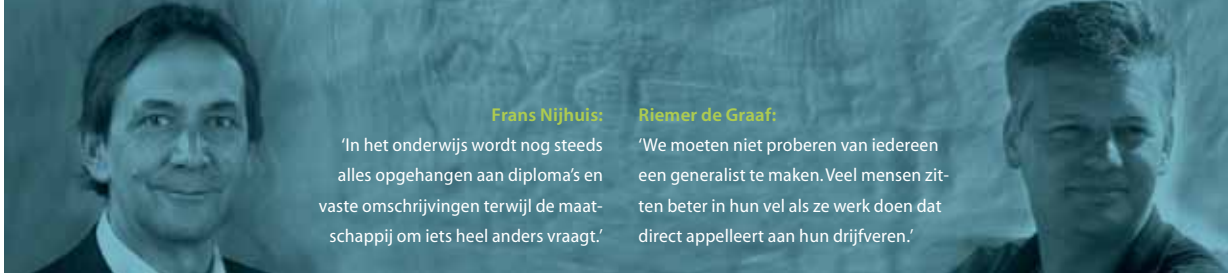 Frans Nijhuis:
‘In het onderwijs wordt nog steeds
alles opgehangen aan diploma’s en
vaste omschrijvingen terwijl de maat-
schappij om iets heel anders vraagt.’
Riemer de Graaf:
‘We moeten niet proberen van iedereen
een generalist te maken. Veel mensen zit-
ten beter in hun vel als ze werk doen dat
direct appelleert aan hun drijfveren.’